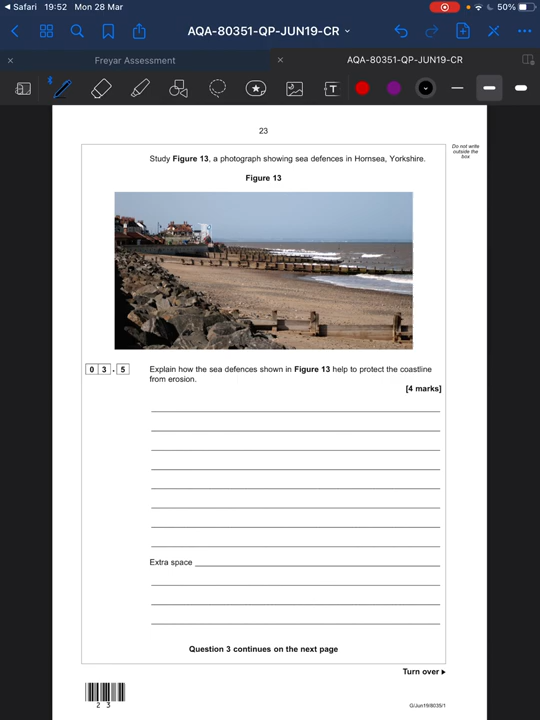 Safari 19:52 Mon 28 Mar 50%
AQA-80351-QP-JUN19-CR
Freyar Assessment
AQA-80351-QP-JUN19-CR
T
23
Do not write
outside the
box
Study Figure 13, a photograph showing sea defences in Hornsea, Yorkshire.
Figure 13
0 3 . 5 Explain how the sea defences shown in Figure 13 help to protect the coastline
from erosion.
[4 marks]
Extra space
Question 3 continues on the next page
Turn over
2 3
G/Jun19/8035/1